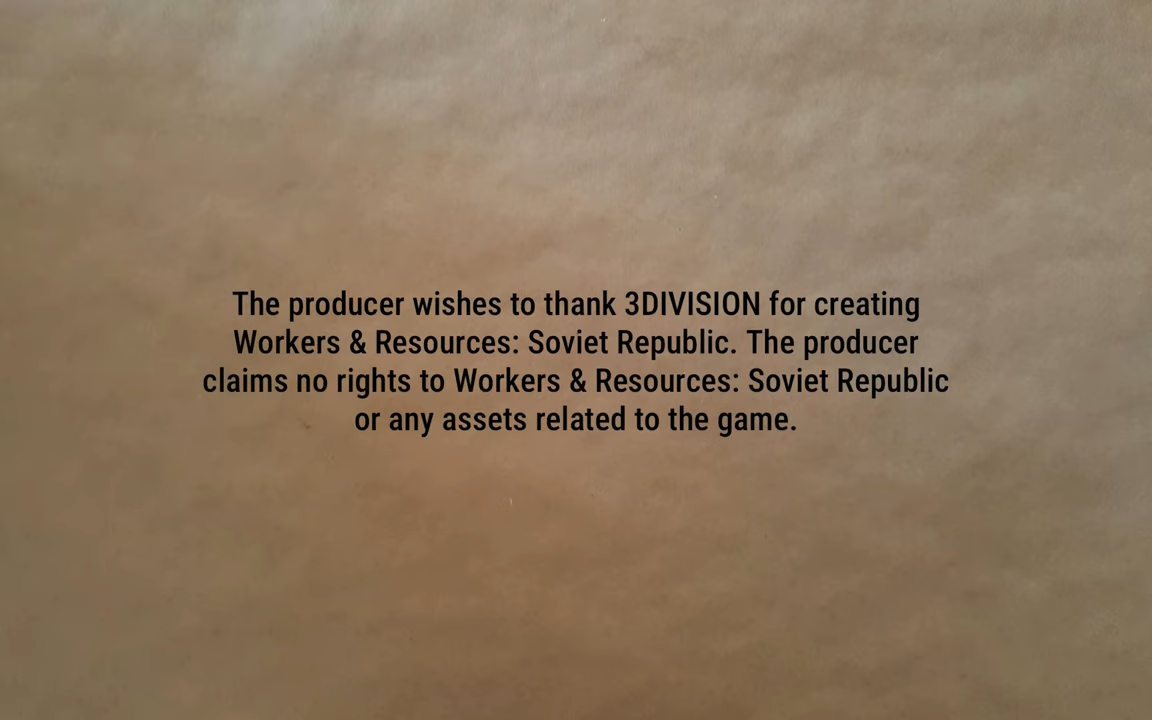 The producer wishes to thank 3DIVISION for creating
Workers & Resources: Soviet Republic. The producer
claims no rights to Workers & Resources: Soviet Republic
or any assets related to the game.